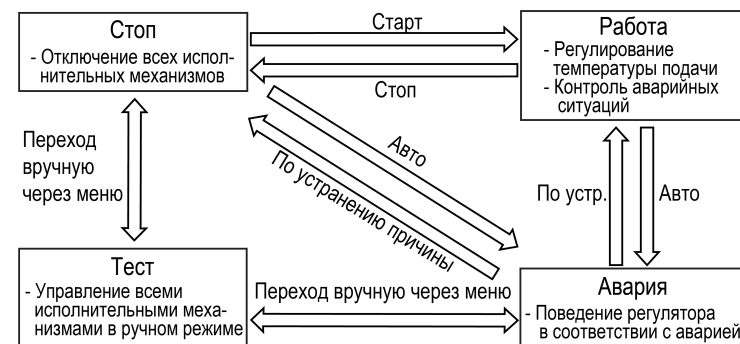 Стоп
- Отключение всех испол-
нительных механизмов
Старт
Стоп
Работа
- Регулирование
температуры подачи
- Контроль аварийных
ситуаций
Переход
вручную
через меню
Авто
По устранению причины
По устр.
Авто
Тест
- Управление всеми
исполнительными меха-
низмами в ручном режиме
Переход вручную через меню
Авария
- Поведение регулятора
в соответствии с аварией